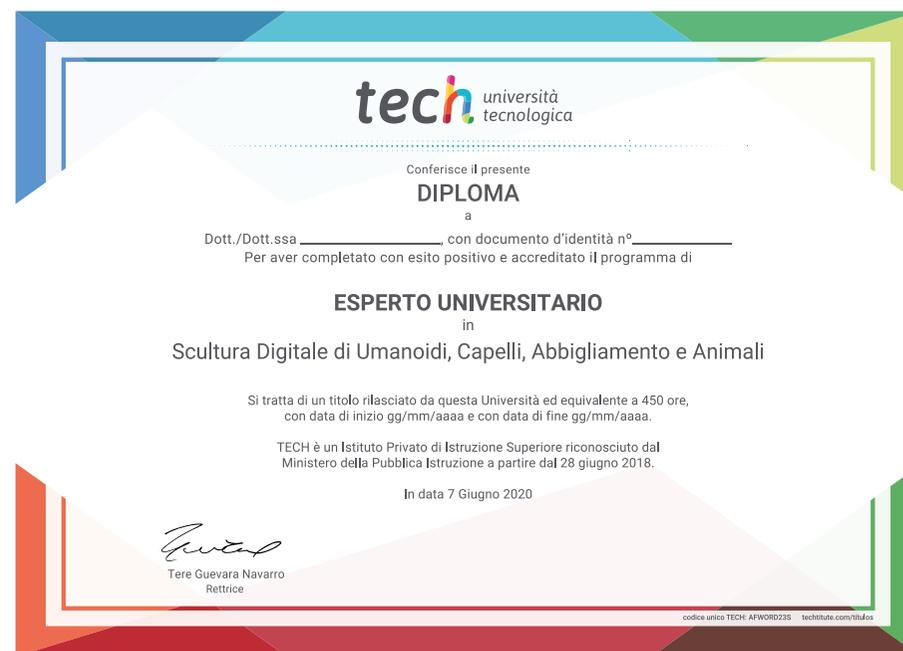 tech università
tecnologica
Conferisce il presente
DIPLOMA
a
Dott./Dott.ssa ____________, con documento d'identità nº____________
Per aver completato con esito positivo e accreditato il programma di
ESPERTO UNIVERSITARIO
in
Scultura Digitale di Umanoidi, Capelli, Abbigliamento e Animali
Si tratta di un titolo rilasciato da questa Università ed equivalente a 450 ore,
con data di inizio gg/mm/aaaa e con data di fine gg/mm/aaaa.
TECH è un Istituto Privato di Istruzione Superiore riconosciuto dal
Ministero della Pubblica Istruzione a partire dal 28 giugno 2018.
In data 7 Giugno 2020
Tere Guevara Navarro
Rettrice
codice unico TECH: AFWORD23S techtitute.com/titulos